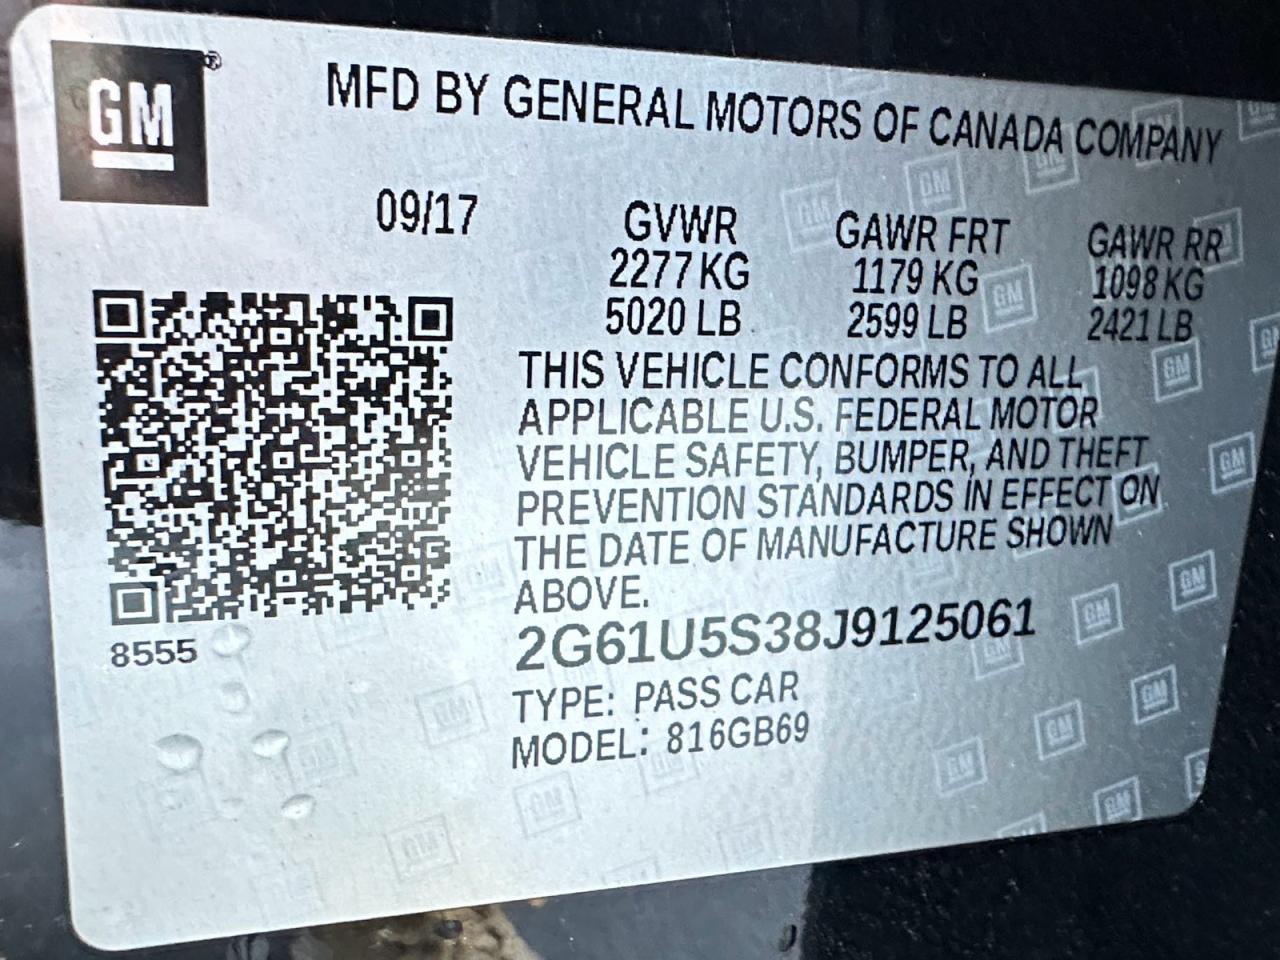 GM ®
MFD BY GENERAL MOTORS OF CANADA COMPANY
09/17
GVWR
2277 KG
5020 LB
GAWR FRT
1179 KG
2599 LB
GAWR RR
1098 KG
2421 LB
THIS VEHICLE CONFORMS TO ALL
APPLICABLE U.S. FEDERAL MOTOR
VEHICLE SAFETY, BUMPER, AND THEFT
PREVENTION STANDARDS IN EFFECT ON
THE DATE OF MANUFACTURE SHOWN
ABOVE.
2G61U5S38J9125061
TYPE: PASS CAR
MODEL: 816GB69
8555